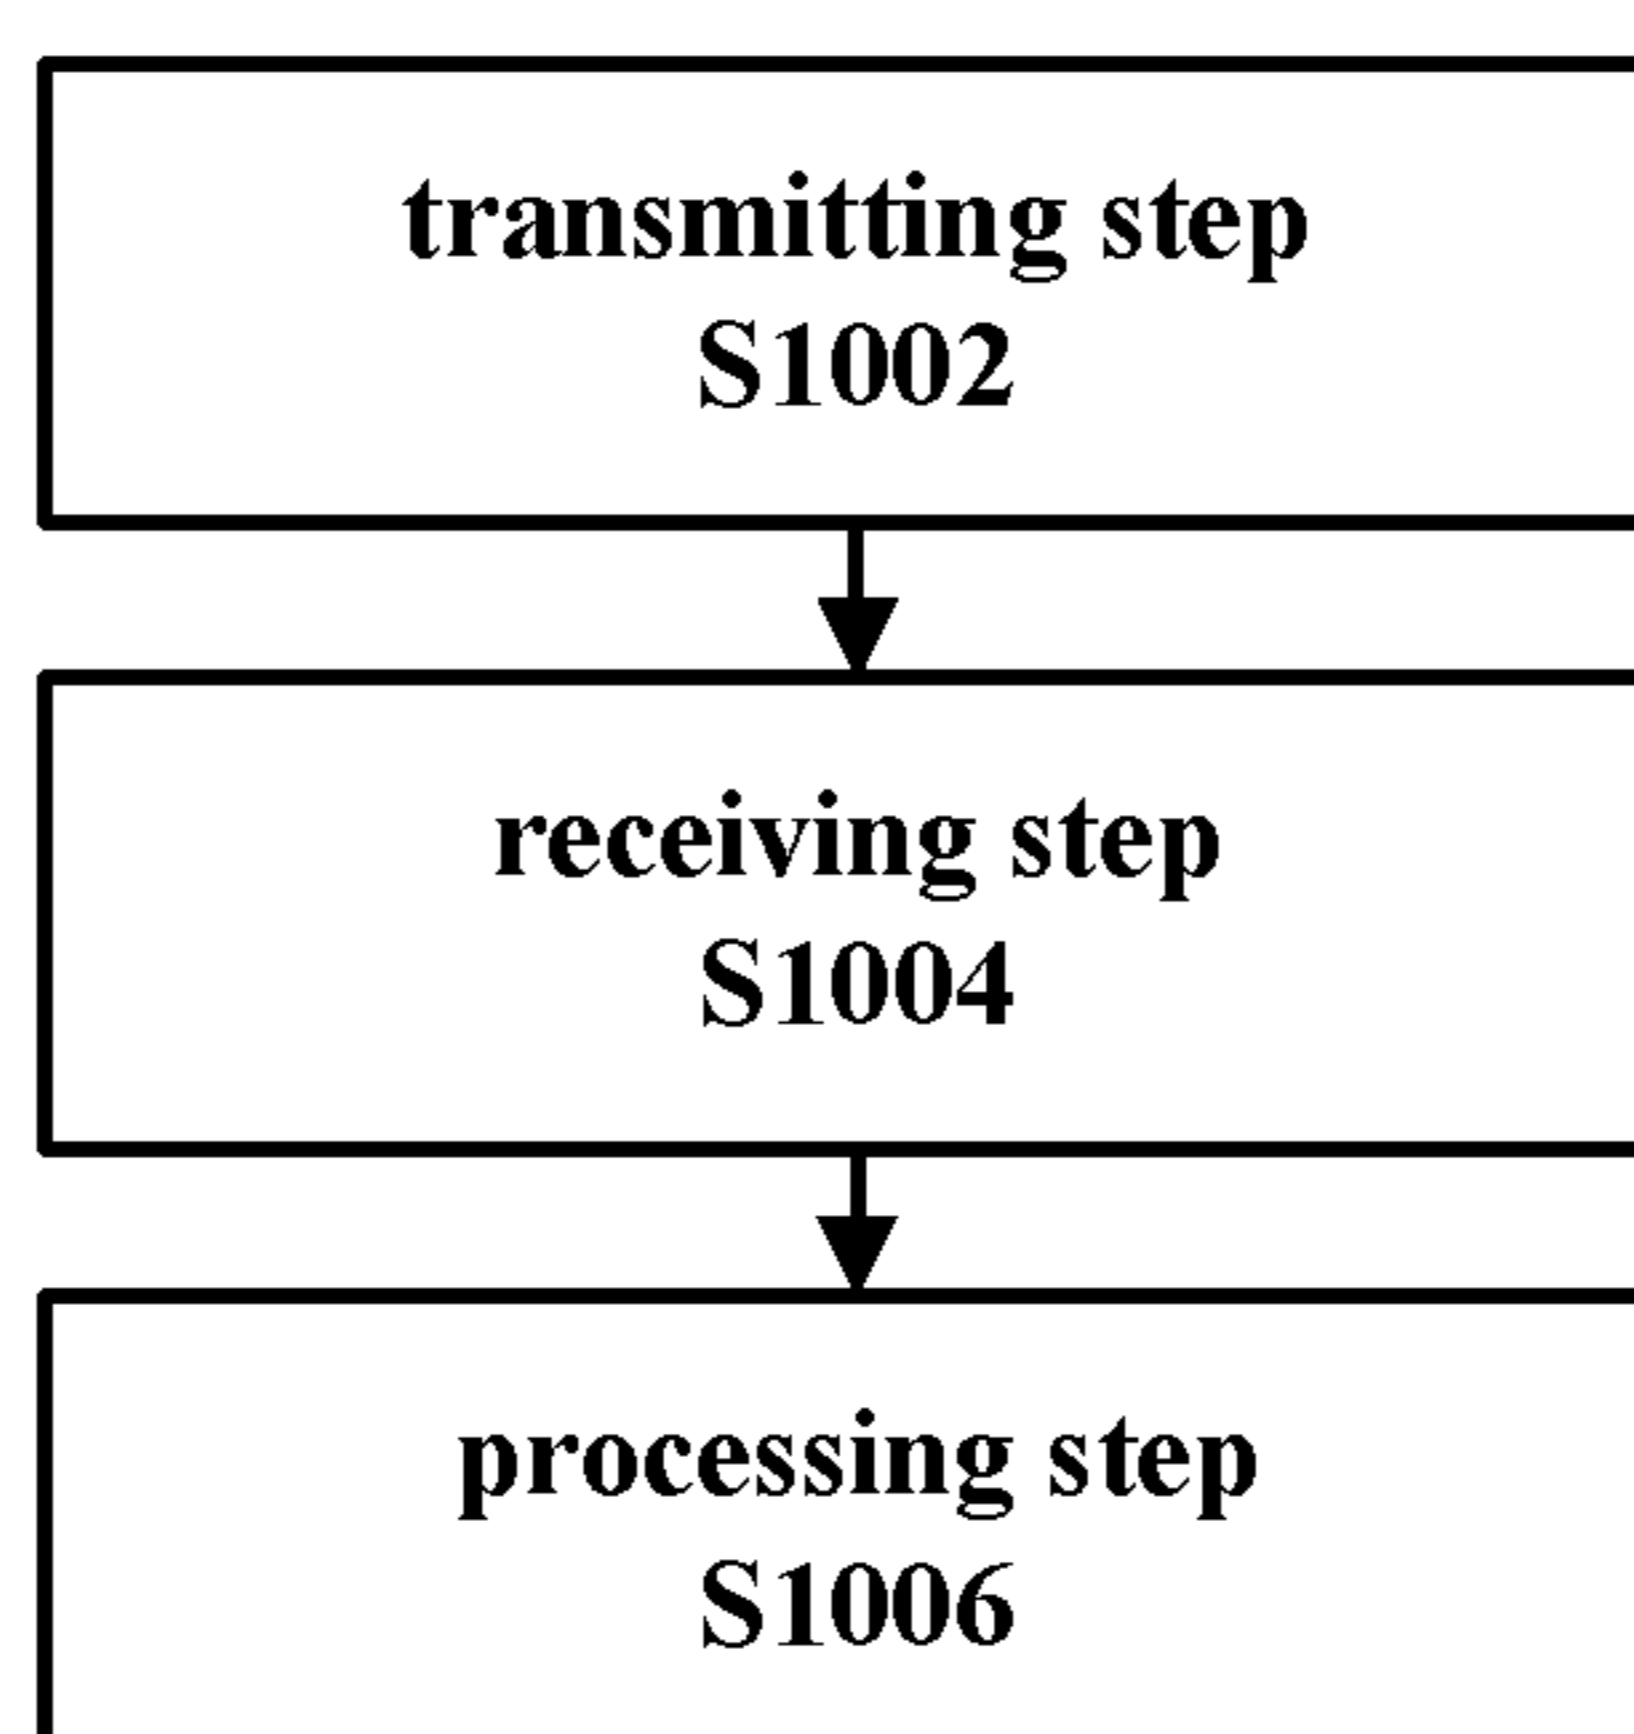 transmitting step
S1002
receiving step
S1004
processing step
S1006